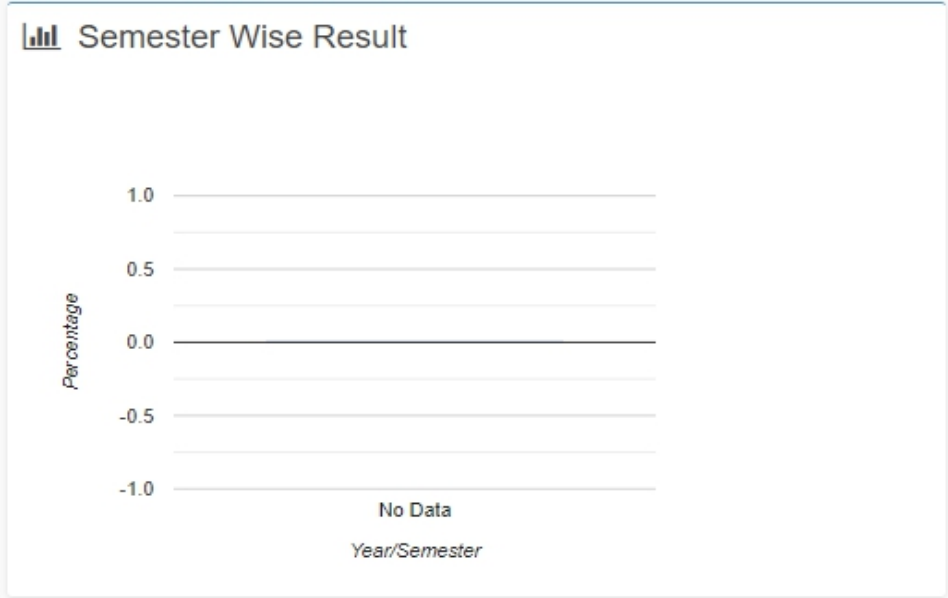 Semester Wise Result
1.0
0.5
0.0
-0.5
-1.0
Percentage
No Data
Year/Semester